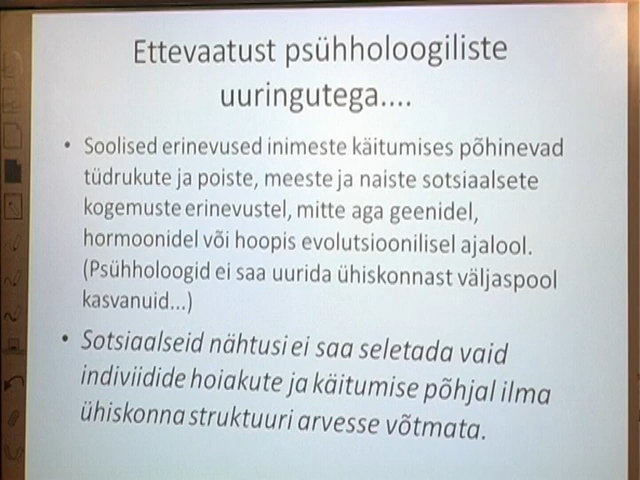 Ettevaatust psühholoogiliste
uuringutega....
• Soolised erinevused inimeste käitumises põhinevad
tüdrukute ja poiste, meeste ja naiste sotsiaalsete
kogemuste erinevustel, mitte aga geenidel,
hormoonidel või hoopis evolutsioonilisel ajalool.
(Psühholoogid ei saa uurida ühiskonnast väljaspool
kasvanuid...)
• Sotsiaalseid nähtusi ei saa seletada vaid
indiviidide hoiakute ja käitumise põhjal ilma
ühiskonna struktuuri arvesse võtmata.